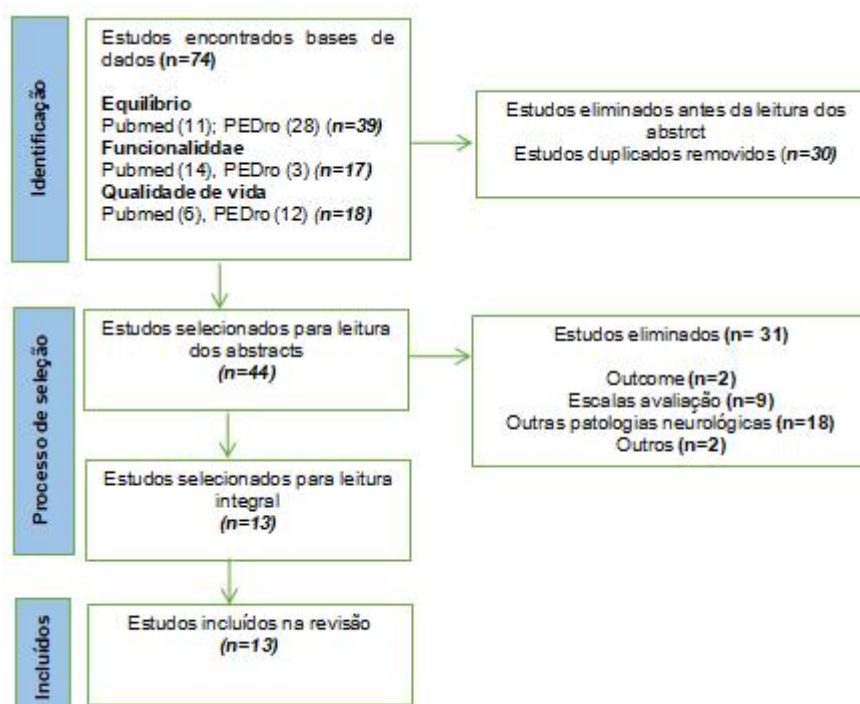 Identificação
Estudos encontrados bases de
dados (n=74)
Equilíbrio
Pubmed (11); PEDro (28) (n=39)
Funcionaliddae
Pubmed (14), PEDro (3) (n=17)
Qualidade de vida
Pubmed (6), PEDro (12) (n=18)
Estudos eliminados antes da leitura dos
abstrct
Estudos duplicados removidos (n=30)
Processo de seleção
Estudos selecionados para leitura
dos abstracts
(n=44)
Estudos eliminados (n= 31)
Outcome (n=2)
Escalas avaliação (n=9)
Outras patologias neurológicas (n=18)
Outros (n=2)
Estudos selecionados para leitura
integral
(n=13)
Incluídos
Estudos incluídos na revisão
(n=13)